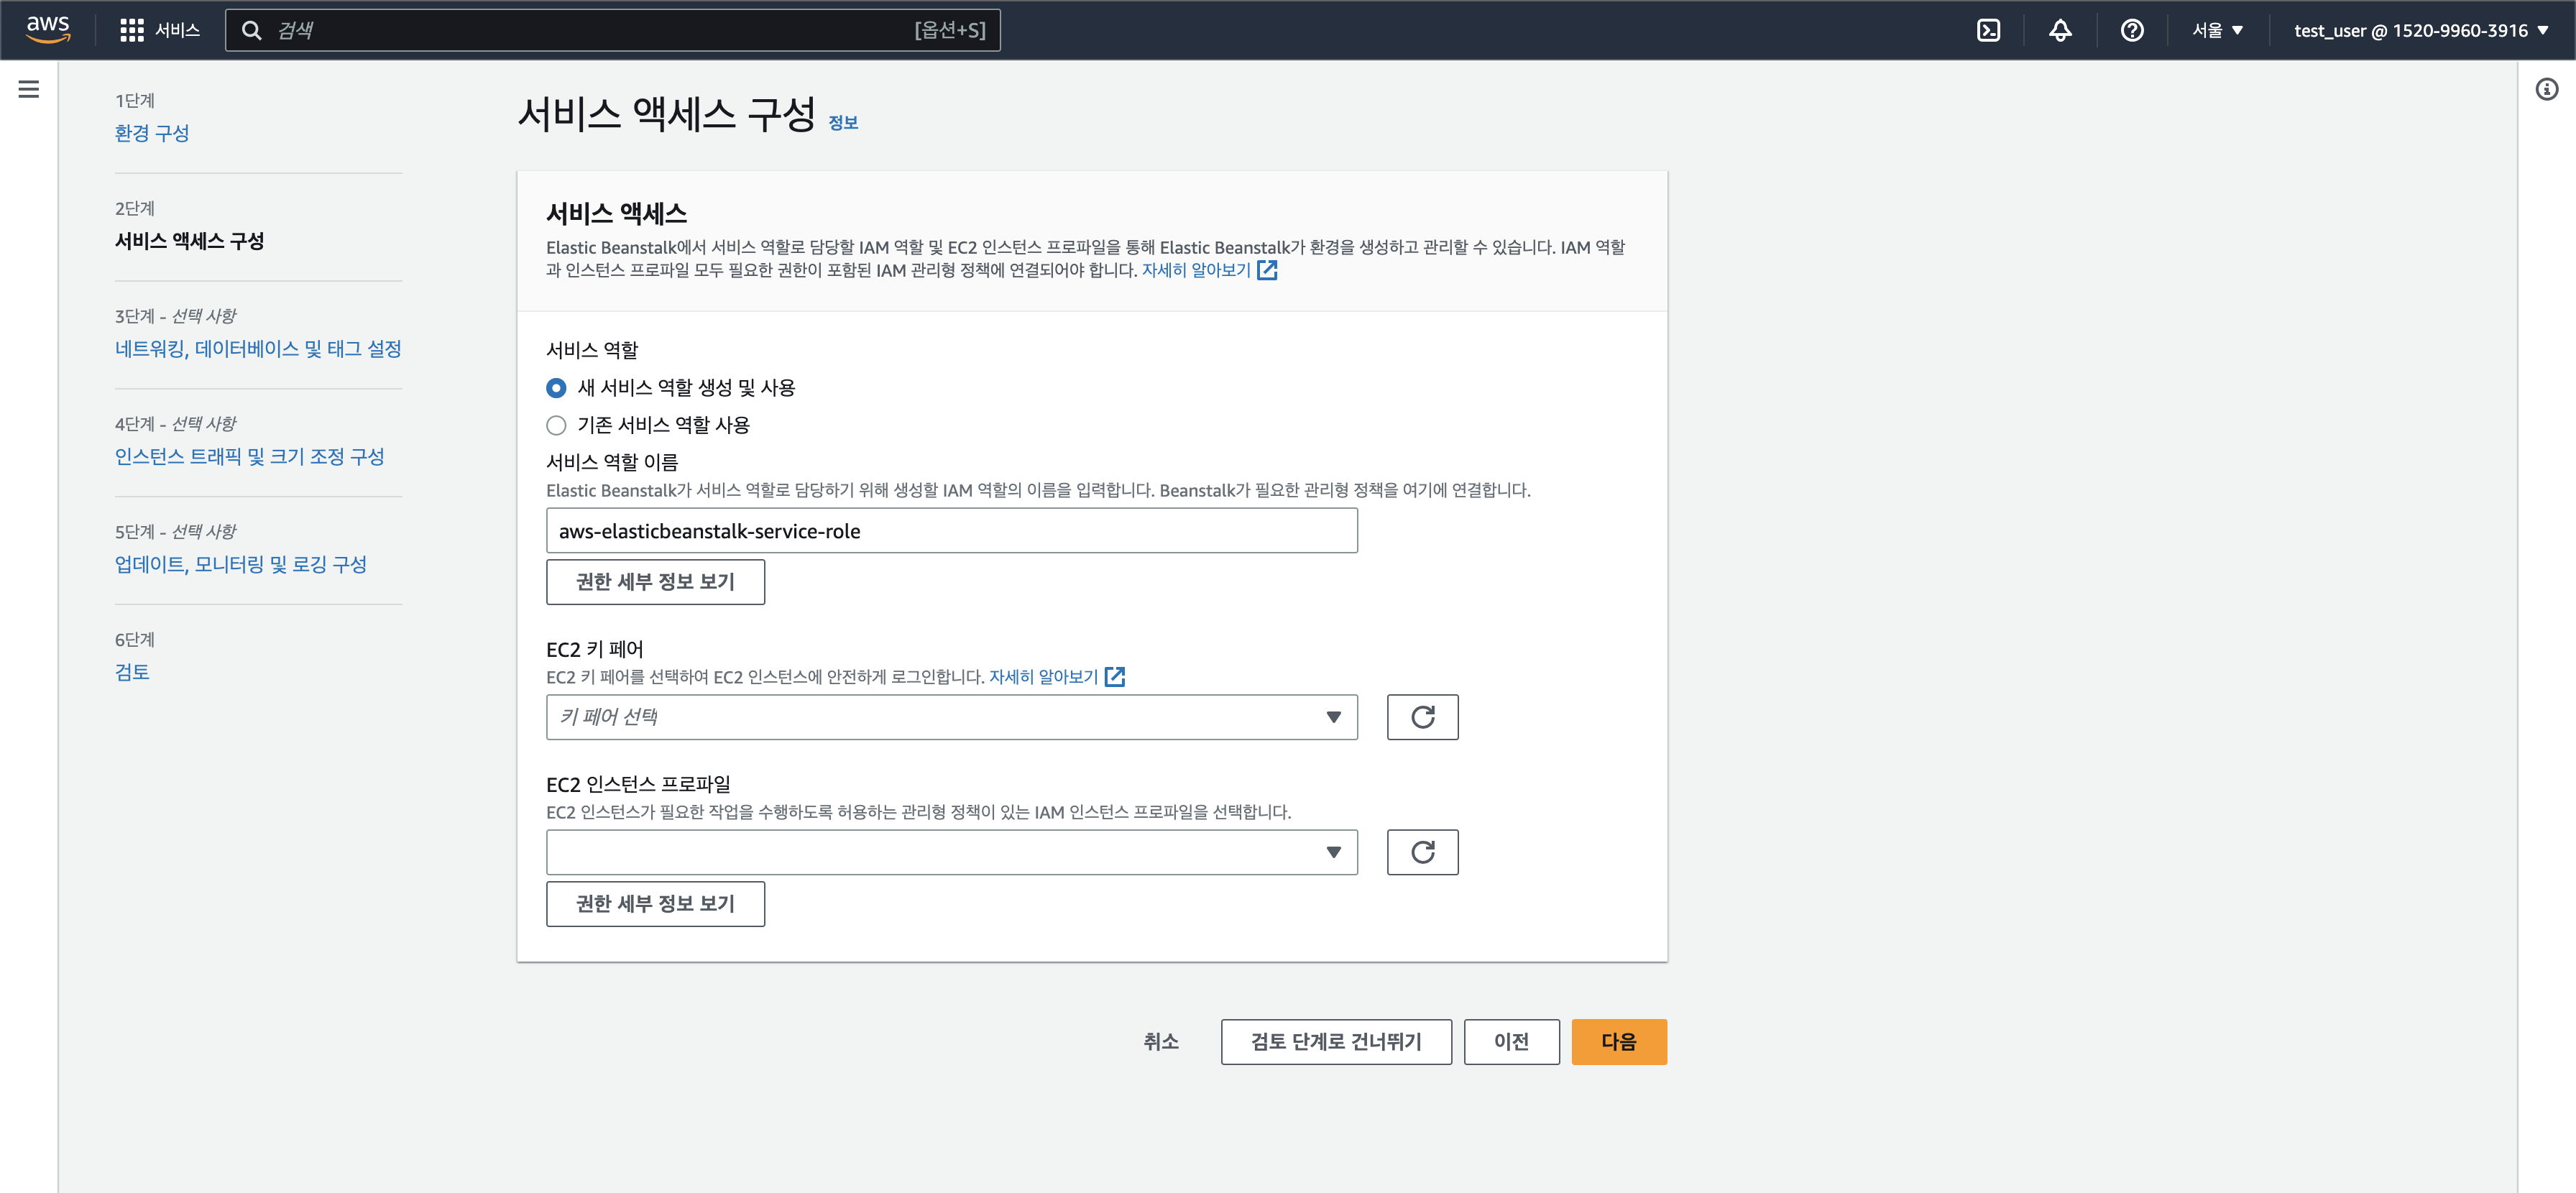 aws
서비스
검색
[옵션+S]
서울
test_user @ 1520-9960-3916
1단계
환경 구성
2단계
서비스 액세스 구성
3단계 - 선택 사항
네트워킹, 데이터베이스 및 태그 설정
4단계 - 선택 사항
인스턴스 트래픽 및 크기 조정 구성
5단계 - 선택 사항
업데이트, 모니터링 및 로깅 구성
6단계
검토
서비스 액세스 구성 정보
서비스 액세스
Elastic Beanstalk에서 서비스 역할로 담당할 IAM 역할 및 EC2 인스턴스 프로파일을 통해 Elastic Beanstalk가 환경을 생성하고 관리할 수 있습니다. IAM 역할
과 인스턴스 프로파일 모두 필요한 권한이 포함된 IAM 관리형 정책에 연결되어야 합니다. 자세히 알아보기
서비스 역할
새 서비스 역할 생성 및 사용
기존 서비스 역할 사용
서비스 역할 이름
Elastic Beanstalk가 서비스 역할로 담당하기 위해 생성할 IAM 역할의 이름을 입력합니다. Beanstalk가 필요한 관리형 정책을 여기에 연결합니다.
aws-elasticbeanstalk-service-role
권한 세부 정보 보기
EC2 키 페어
EC2 키 페어를 선택하여 EC2 인스턴스에 안전하게 로그인합니다. 자세히 알아보기
키 페어 선택
EC2 인스턴스 프로파일
EC2 인스턴스가 필요한 작업을 수행하도록 허용하는 관리형 정책이 있는 IAM 인스턴스 프로파일을 선택합니다.
권한 세부 정보 보기
취소
검토 단계로 건너뛰기
이전
다음